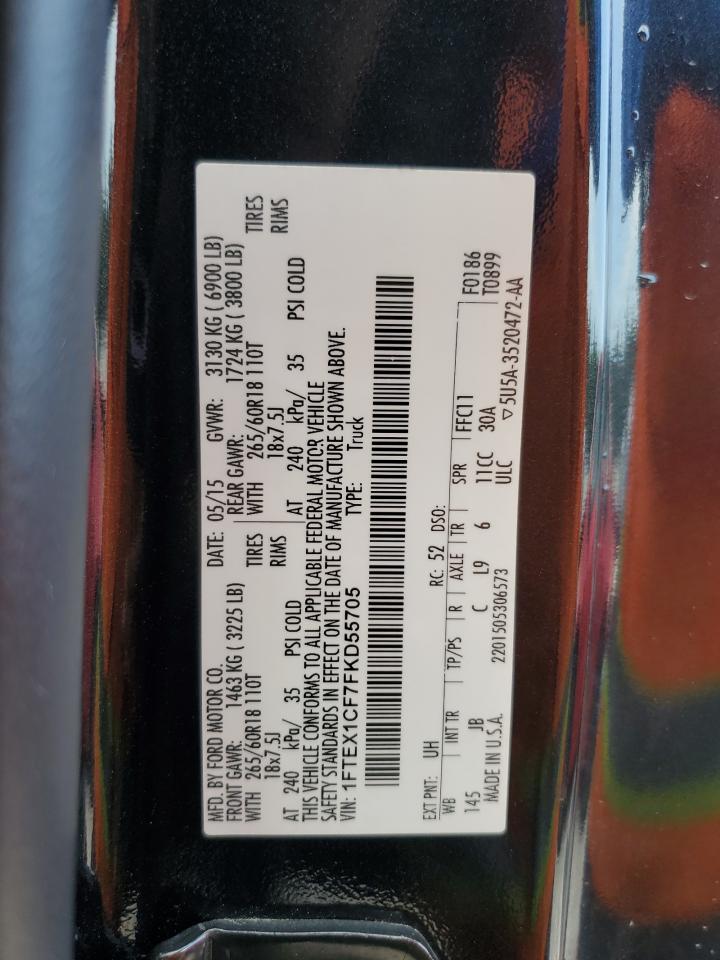 MFD. BY FORD MOTOR CO. DATE: 05/15 GVWR: 3130 KG ( 6900 LB)
FRONT GAWR: 1463 KG ( 3225 LB) REAR GAWR: 1724 KG ( 3800 LB)
WITH 265/60R18 110T TIRES WITH 265/60R18 110T TIRES
18x7.5J RIMS 18x7.5J RIMS
AT 240 kPa/ 35 PSI COLD AT 240 kPa/ 35 PSI COLD
THIS VEHICLE CONFORMS TO ALL APPLICABLE FEDERAL MOTOR VEHICLE
SAFETY STANDARDS IN EFFECT ON THE DATE OF MANUFACTURE SHOWN ABOVE.
VIN: 1FTEX1CF7FKD55705 TYPE: Truck
EXT PNT: UH RC: 52 DSO:
WB INT TR TP/PS R AXLE TR SPR FFC11 F0186
145 JB C L9 6 11CC 30A T0899
MADE IN U.S.A. 2201505306573 ULC ▽5U5A-3520472-AA